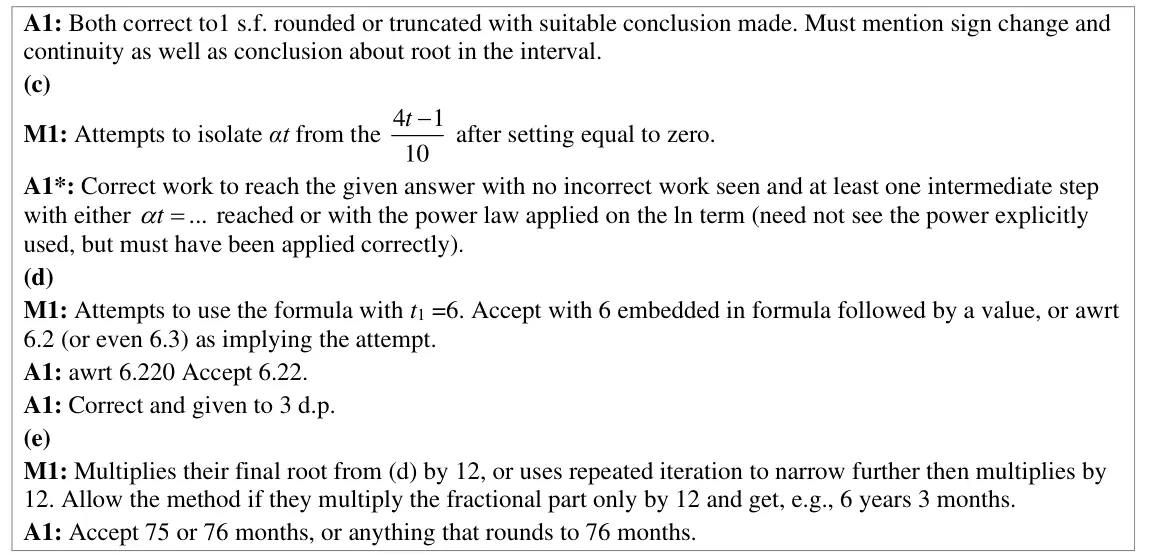 A1: Both correct to1 s.f. rounded or truncated with suitable conclusion made. Must mention sign change and
continuity as well as conclusion about root in the interval.
(c)
M1: Attempts to isolate αt from the (4t – 1)/10 after setting equal to zero.
A1*: Correct work to reach the given answer with no incorrect work seen and at least one intermediate step
with either αt = ... reached or with the power law applied on the ln term (need not see the power explicitly
used, but must have been applied correctly).
(d)
M1: Attempts to use the formula with t₁ =6. Accept with 6 embedded in formula followed by a value, or awrt
6.2 (or even 6.3) as implying the attempt.
A1: awrt 6.220 Accept 6.22.
A1: Correct and given to 3 d.p.
(e)
M1: Multiplies their final root from (d) by 12, or uses repeated iteration to narrow further then multiplies by
12. Allow the method if they multiply the fractional part only by 12 and get, e.g., 6 years 3 months.
A1: Accept 75 or 76 months, or anything that rounds to 76 months.